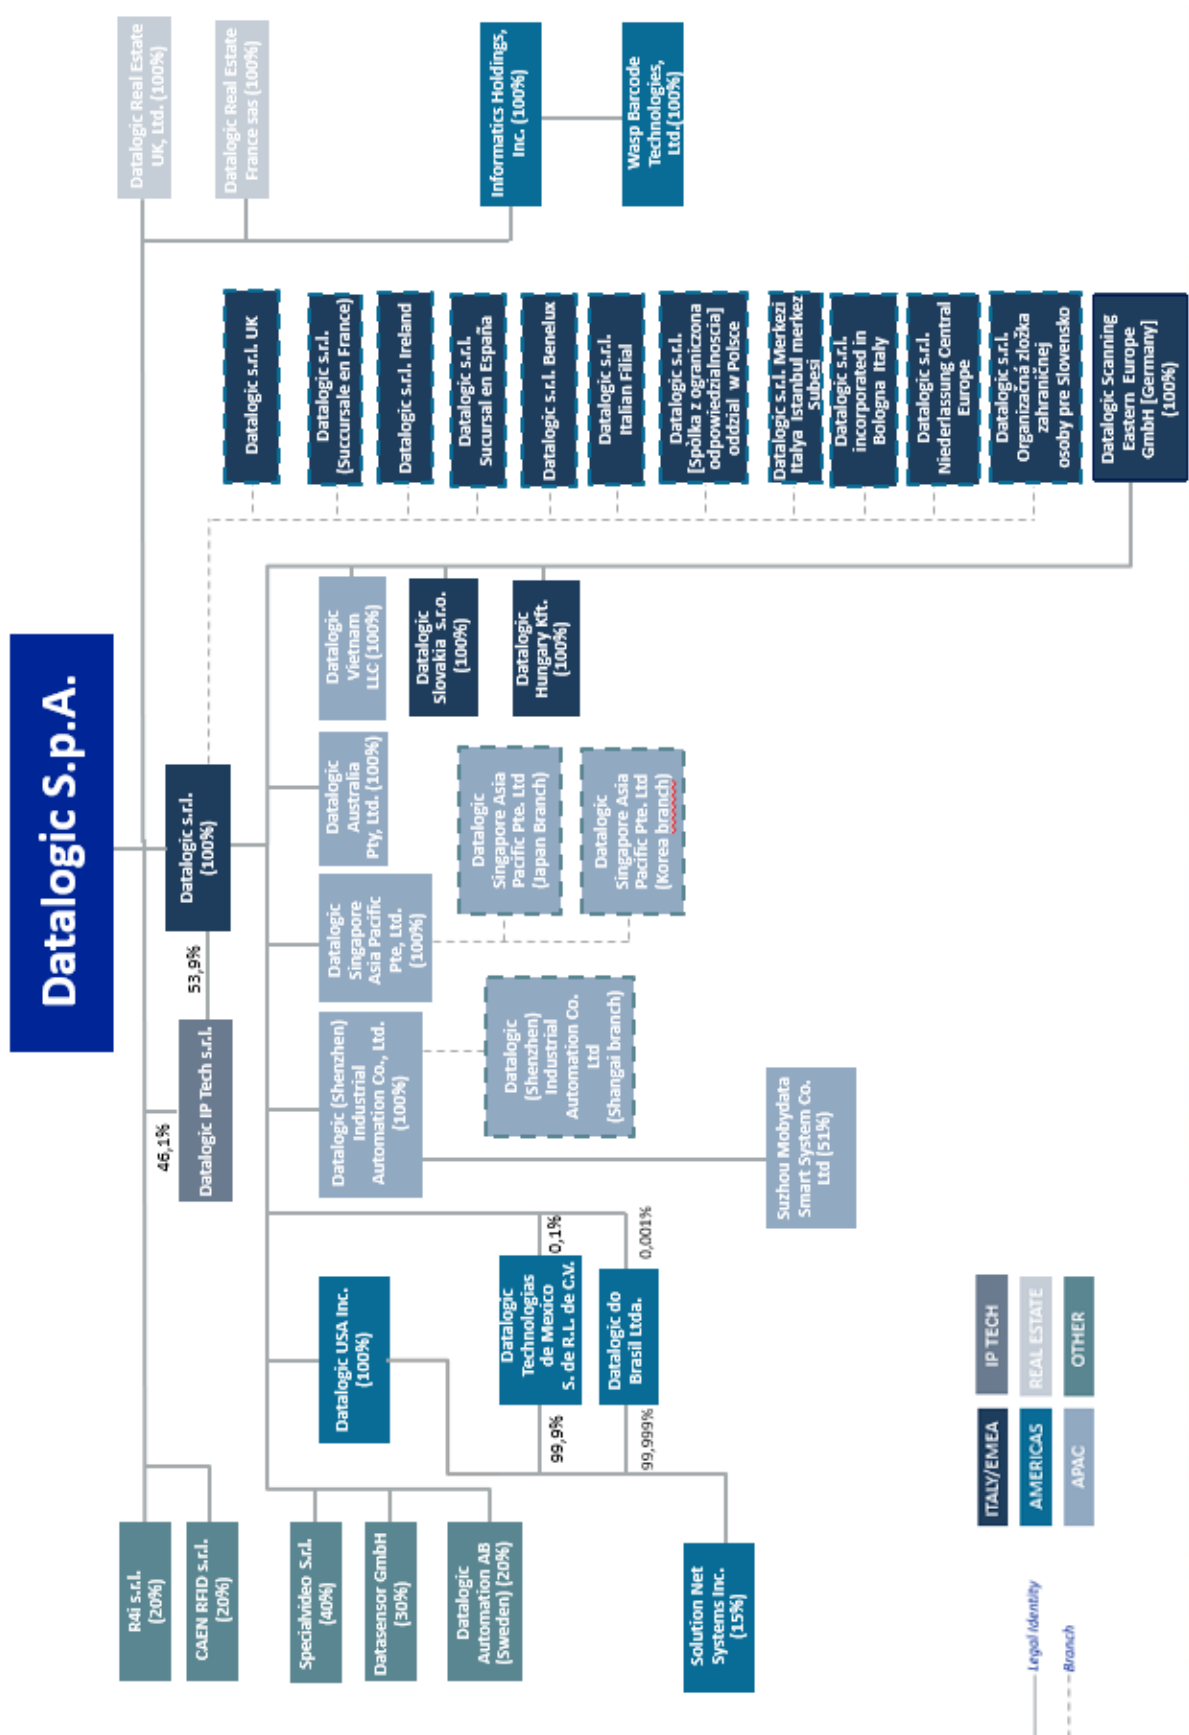 Datalogic S.p.A.
Datalogic Real Estate
UK, Ltd. (100%)
Datalogic Real Estate
France sas (100%)
Informatics Holdings,
Inc. (100%)
Wasp Barcode
Technologies,
Ltd.(100%)
R4i s.r.l.
(20%)
CAEN RFID s.r.l.
(20%)
46,1%
Datalogic IP Tech s.r.l.
53,9%
Datalogic s.r.l.
(100%)
Datalogic s.r.l. UK
Datalogic s.r.l.
(Succursale en France)
Datalogic s.r.l. Ireland
Datalogic s.r.l.
Sucursal en España
Datalogic s.r.l. Benelux
Datalogic s.r.l.
Italian Filial
Datalogic s.r.l.
[Spòlka z ograniczona
odpowiedzialnoscia]
oddzial w Polsce
Datalogic s.r.l. Merkezi
Italya Istanbul merkez
Subesi
Datalogic s.r.l.
incorporated in
Bologna Italy
Datalogic s.r.l.
Niederlassung Central
Europe
Datalogic s.r.l.
Organizačná zložka
zahraničnej
osoby pre Slovensko
Datalogic Scanning
Eastern Europe
GmbH [Germany]
(100%)
Specialvideo S.r.l.
(40%)
Datasensor GmbH
(30%)
Datalogic
Automation AB
(Sweden) (20%)
Datalogic USA Inc.
(100%)
Datalogic (Shenzhen)
Industrial
Automation Co., Ltd.
(100%)
Datalogic
Singapore
Asia Pacific
Pte, Ltd.
(100%)
Datalogic
Australia
Pty, Ltd. (100%)
Datalogic
Vietnam
LLC (100%)
Datalogic
Slovakia s.r.o.
(100%)
Datalogic
Hungary Kft.
(100%)
Datalogic
Singapore Asia
Pacific Pte. Ltd
(Japan Branch)
Datalogic
Singapore Asia
Pacific Pte. Ltd
(Korea branch)
Datalogic
(Shenzhen)
Industrial
Automation Co.
Ltd
(Shangai branch)
Suzhou Mobydata
Smart System Co.
Ltd (51%)
99,9%
Datalogic
Technologias
de Mexico
S. de R.L. de C.V.
0,1%
99,999%
Datalogic do
Brasil Ltda.
0,001%
Solution Net
Systems Inc.
(15%)
Legal Identity
Branch
ITALY/EMEA
IP TECH
AMERICAS
REAL ESTATE
APAC
OTHER